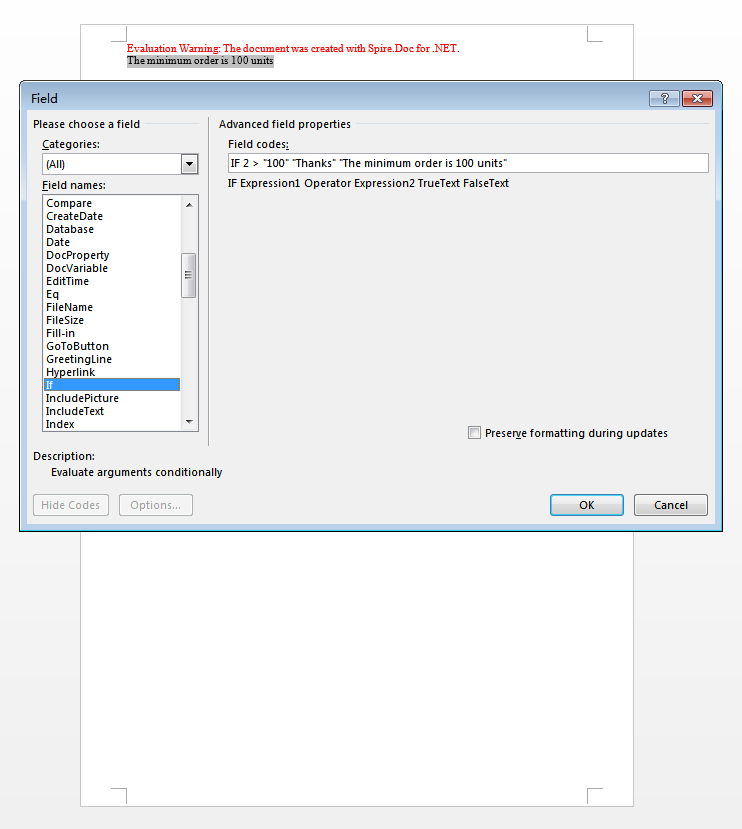 Evaluation Warning: The document was created with Spire.Doc for .NET.
The minimum order is 100 units
Field
?
Please choose a field
Categories:
(All)
Field names:
Compare
CreateDate
Database
Date
DocProperty
DocVariable
EditTime
Eq
FileName
FileSize
Fill-in
GoToButton
GreetingLine
Hyperlink
If
IncludePicture
IncludeText
Index
Advanced field properties
Field codes:
IF 2 > "100" "Thanks" "The minimum order is 100 units"
IF Expression1 Operator Expression2 TrueText FalseText
Preserve formatting during updates
Description:
Evaluate arguments conditionally
Hide Codes
Options...
OK
Cancel